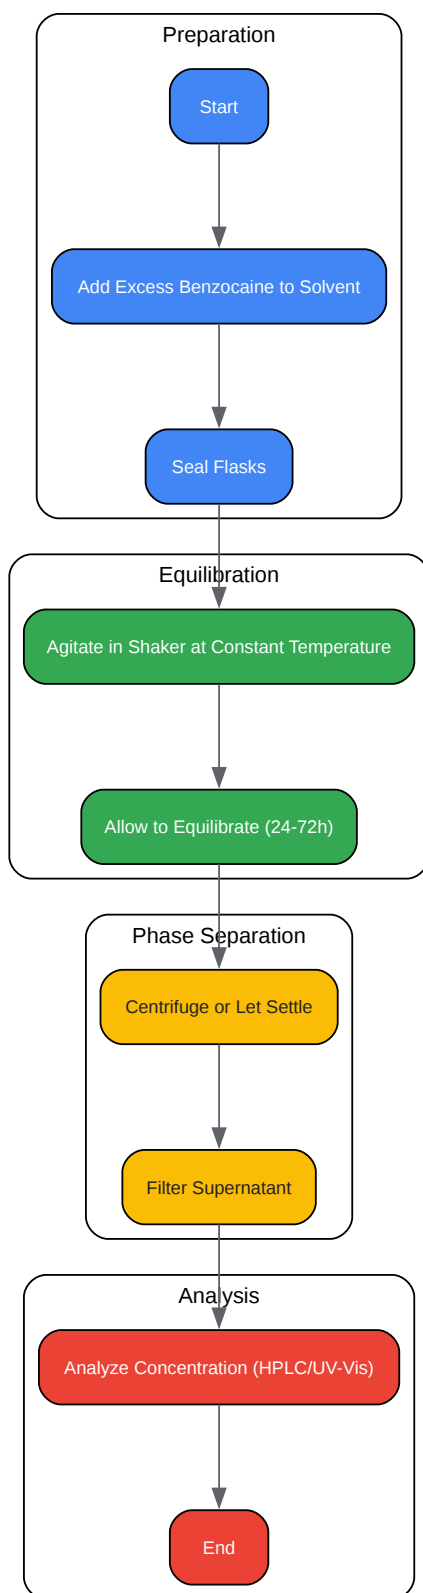 Preparation
Start
Add Excess Benzocaine to Solvent
Seal Flasks
Equilibration
Agitate in Shaker at Constant Temperature
Allow to Equilibrate (24-72h)
Phase Separation
Centrifuge or Let Settle
Filter Supernatant
Analysis
Analyze Concentration (HPLC/UV-Vis)
End